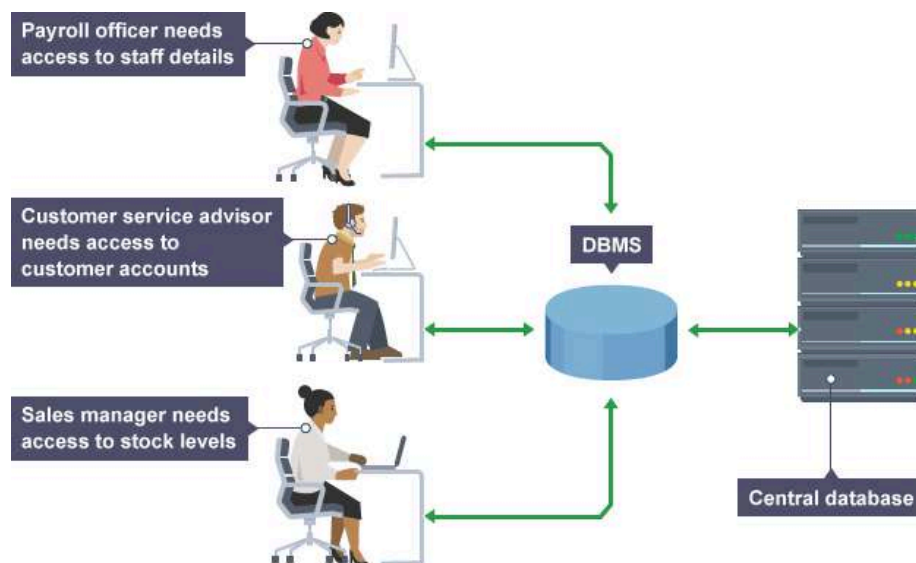 Payroll officer needs
access to staff details
Customer service advisor
needs access to
customer accounts
DBMS
Sales manager needs
access to stock levels
Central database